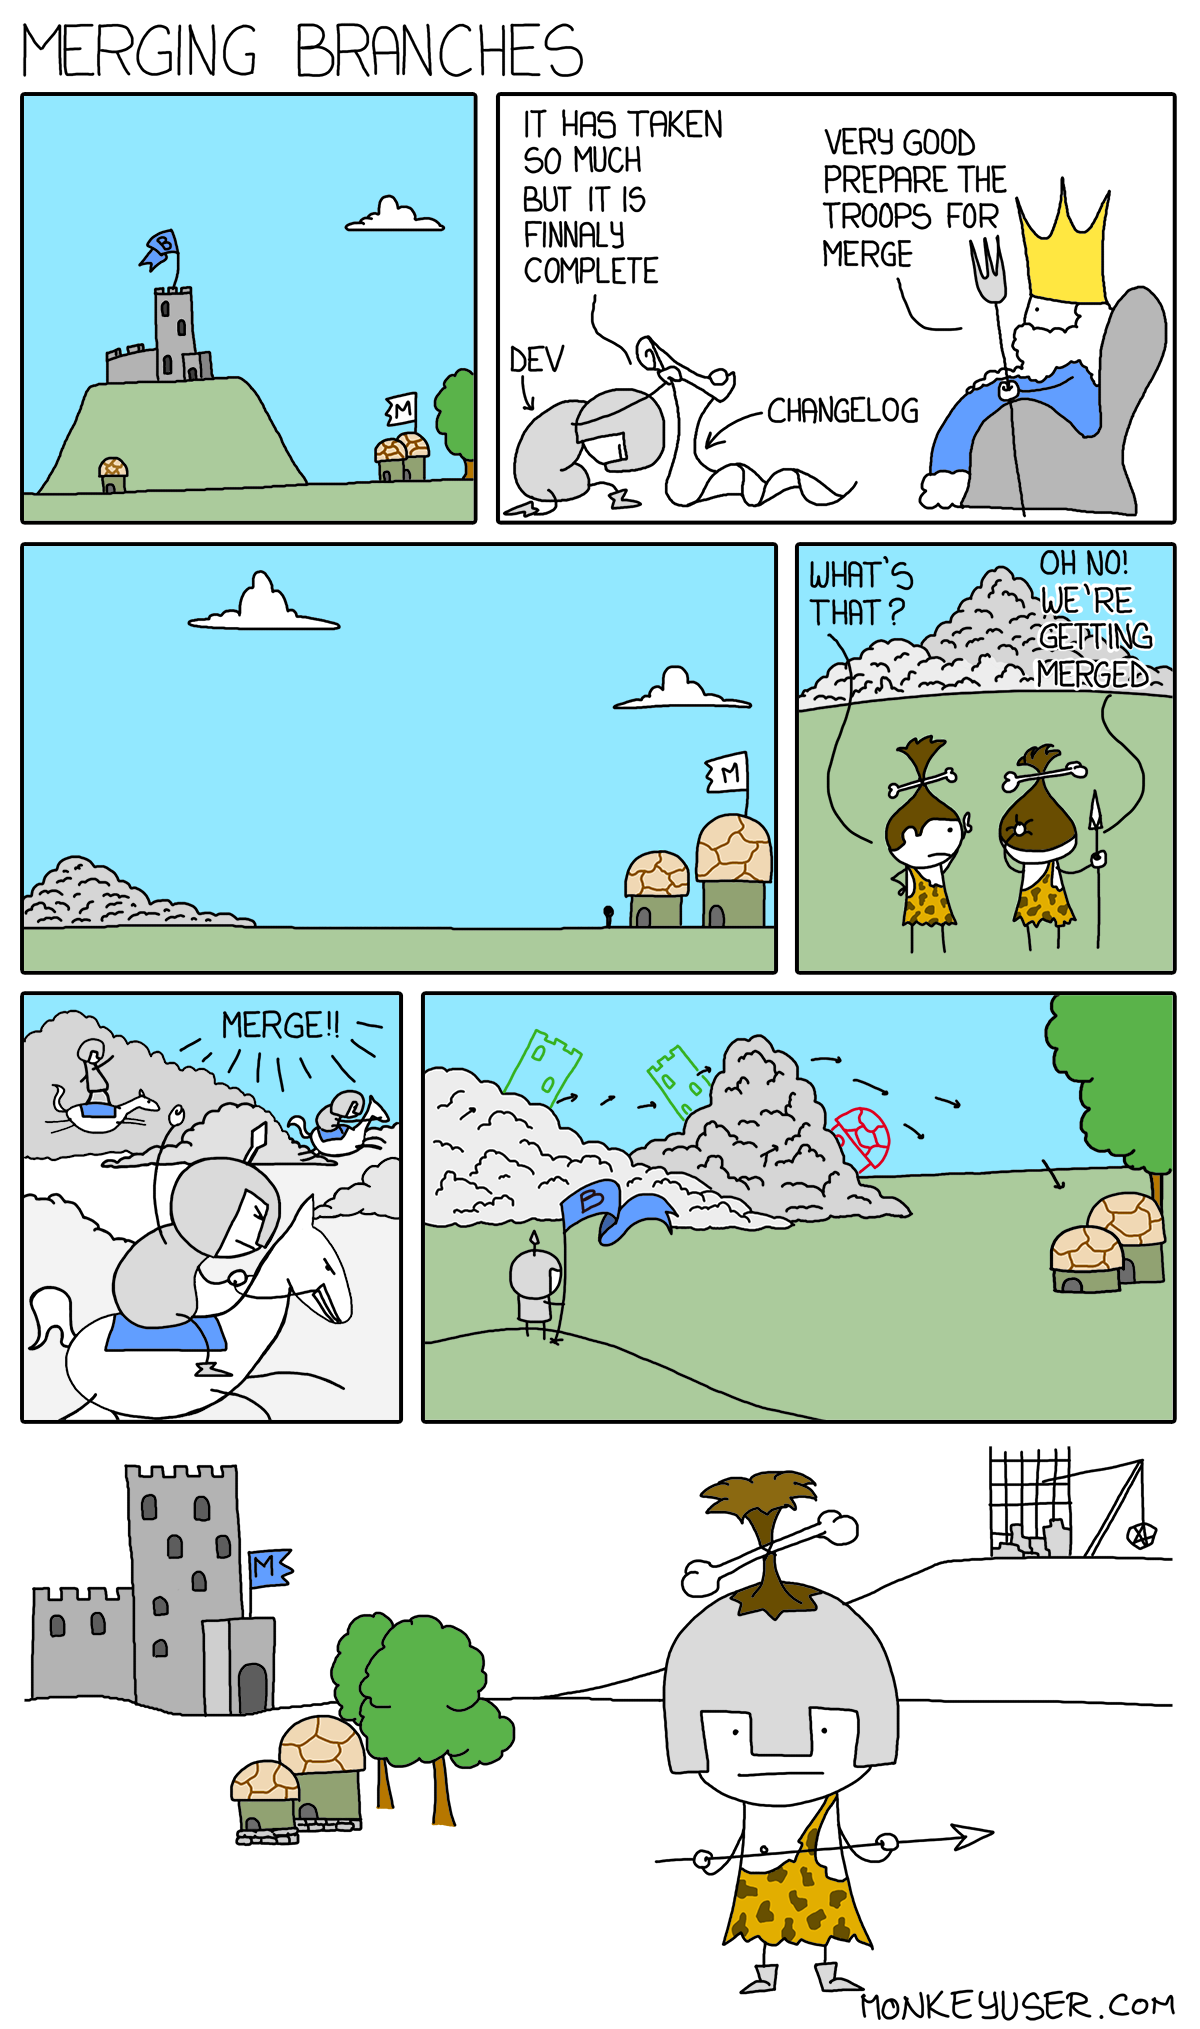 MERGING BRANCHES
B
M
IT HAS TAKEN
SO MUCH
BUT IT IS
FINNALY
COMPLETE
VERY GOOD
PREPARE THE
TROOPS FOR
MERGE
DEV
CHANGELOG
M
WHAT'S
THAT?
OH NO!
WE'RE
GETTING
MERGED
MERGE!!
B
M
MONKEYUSER.COM